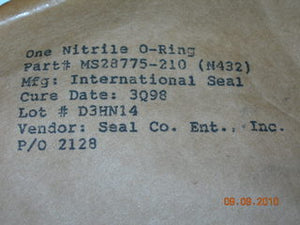 One Nitrile O-Ring
Part# MS28775-210 (N432)
Mfg: International Seal
Cure Date: 3Q98
Lot # D3HN14
Vendor: Seal Co. Ent., Inc.
P/O 2128
09.09.2010